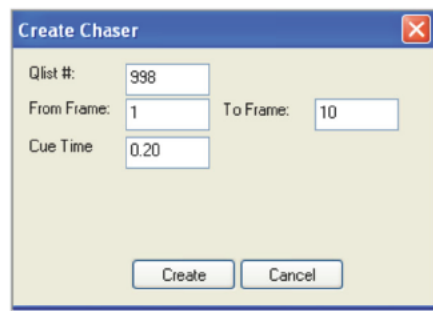 Create Chaser
Qlist #: 998
From Frame: 1 To Frame: 10
Cue Time 0.20
Create Cancel